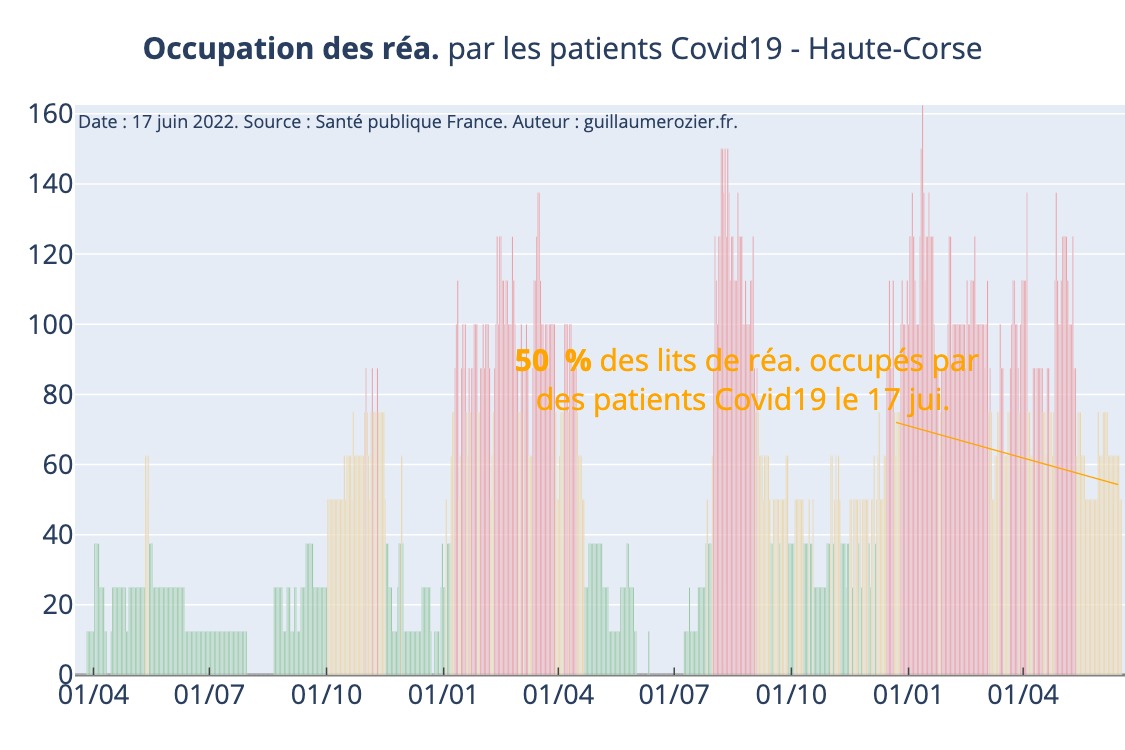 Occupation des réa. par les patients Covid19 - Haute-Corse
160
Date : 17 juin 2022. Source : Santé publique France. Auteur : guillaumerozier.fr.
140
120
100
50 % des lits de réa. occupés par
des patients Covid19 le 17 jui.
80
60
40
20
0
01/04 01/07 01/10 01/01 01/04 01/07 01/10 01/01 01/04